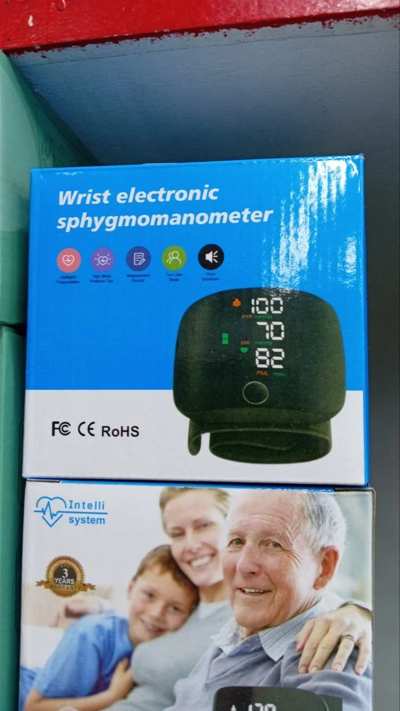 Wrist electronic
sphygmomanometer
100
70
82
FC CE RoHS
Intelli
system
3
YEARS